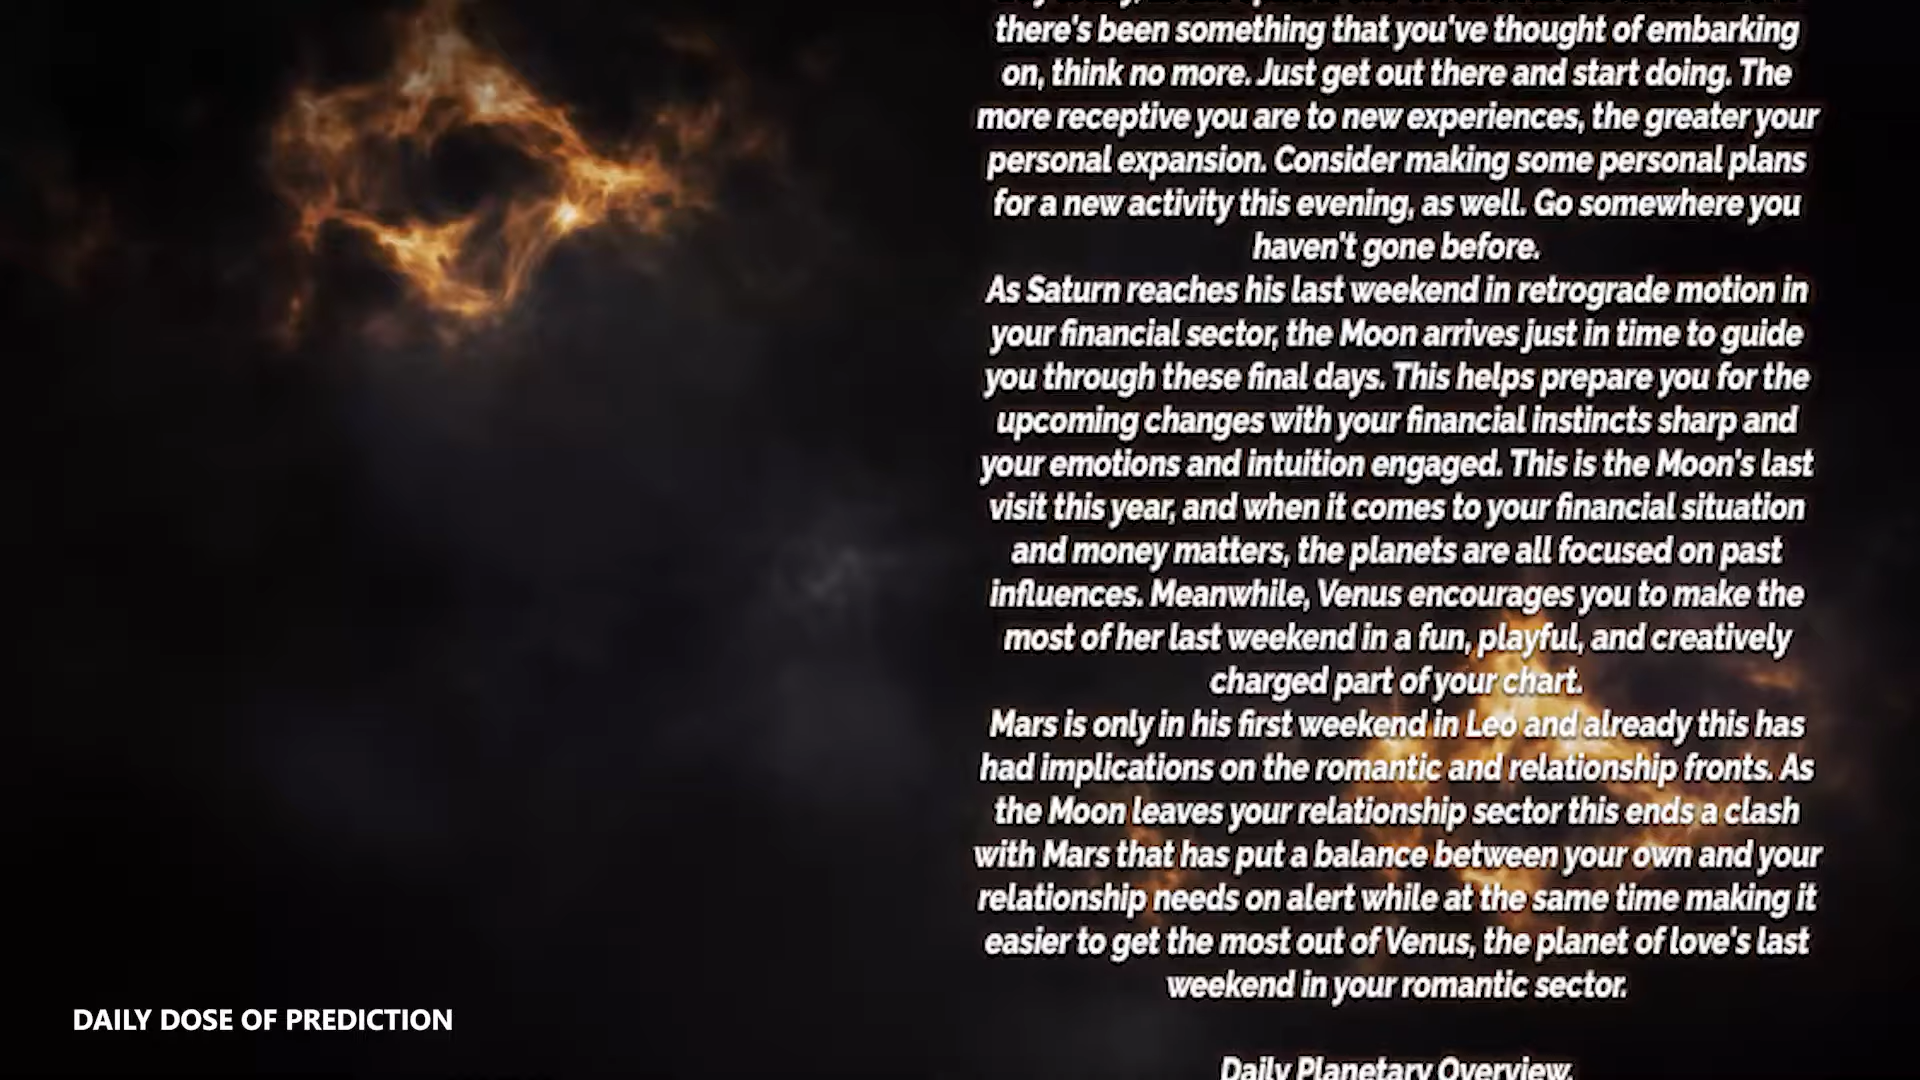 there's been something that you've thought of embarking
on, think no more. Just get out there and start doing. The
more receptive you are to new experiences, the greater your
personal expansion. Consider making some personal plans
for a new activity this evening, as well. Go somewhere you
haven't gone before.
As Saturn reaches his last weekend in retrograde motion in
your financial sector, the Moon arrives just in time to guide
you through these final days. This helps prepare you for the
upcoming changes with your financial instincts sharp and
your emotions and intuition engaged. This is the Moon's last
visit this year, and when it comes to your financial situation
and money matters, the planets are all focused on past
influences. Meanwhile, Venus encourages you to make the
most of her last weekend in a fun, playful, and creatively
charged part of your chart.
Mars is only in his first weekend in Leo and already this has
had implications on the romantic and relationship fronts. As
the Moon leaves your relationship sector this ends a clash
with Mars that has put a balance between your own and your
relationship needs on alert while at the same time making it
easier to get the most out of Venus, the planet of love's last
weekend in your romantic sector.
Daily Planetary Overview.
DAILY DOSE OF PREDICTION